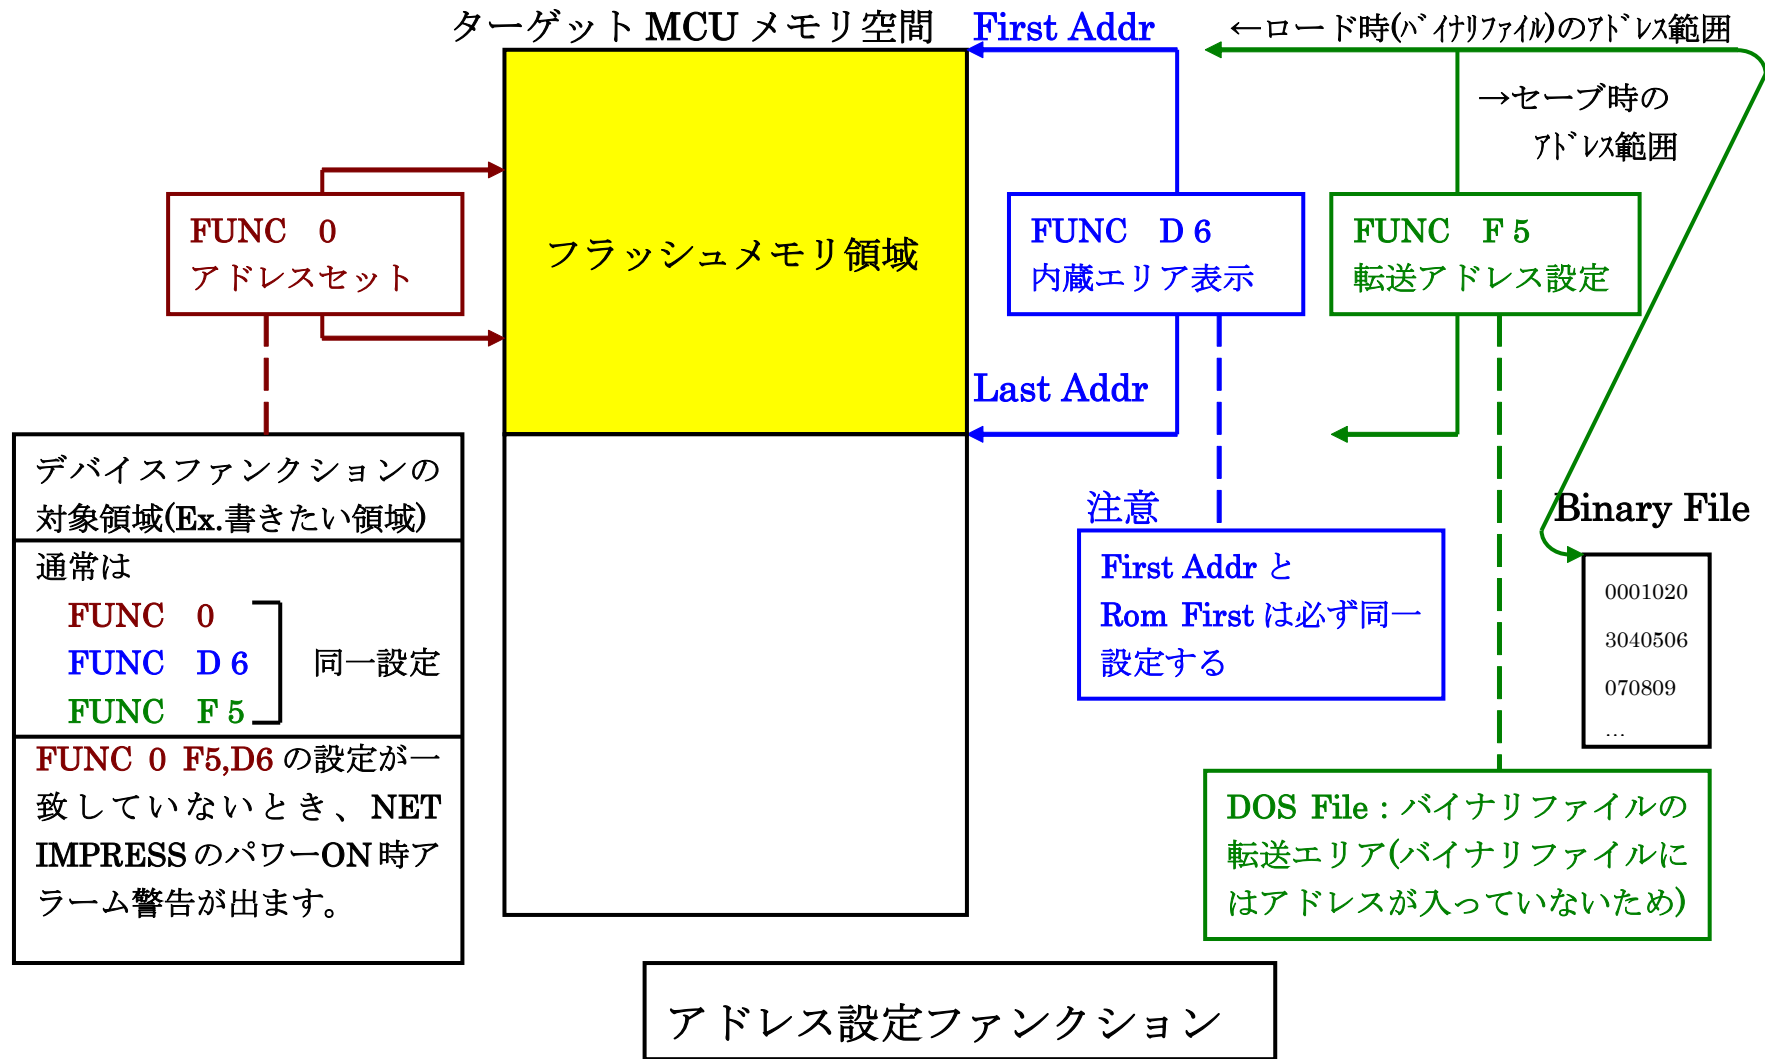 ターゲット MCU メモリ空間
First Addr
←ロード時(ﾊﾞｲﾅﾘﾌｧｲﾙ)のｱﾄﾞﾚｽ範囲
→セーブ時の
ｱﾄﾞﾚｽ範囲
FUNC 0
アドレスセット
フラッシュメモリ領域
FUNC D 6
内蔵エリア表示
FUNC F 5
転送アドレス設定
Last Addr
デバイスファンクションの
対象領域(Ex.書きたい領域)
通常は
FUNC 0
FUNC D 6
FUNC F 5
同一設定
FUNC 0 F5,D6 の設定が一
致していないとき、NET
IMPRESS のパワーON 時ア
ラーム警告が出ます。
注意
First Addr と
Rom First は必ず同一
設定する
Binary File
0001020
3040506
070809
…
DOS File : バイナリファイルの
転送エリア(バイナリファイルに
はアドレスが入っていないため)
アドレス設定ファンクション